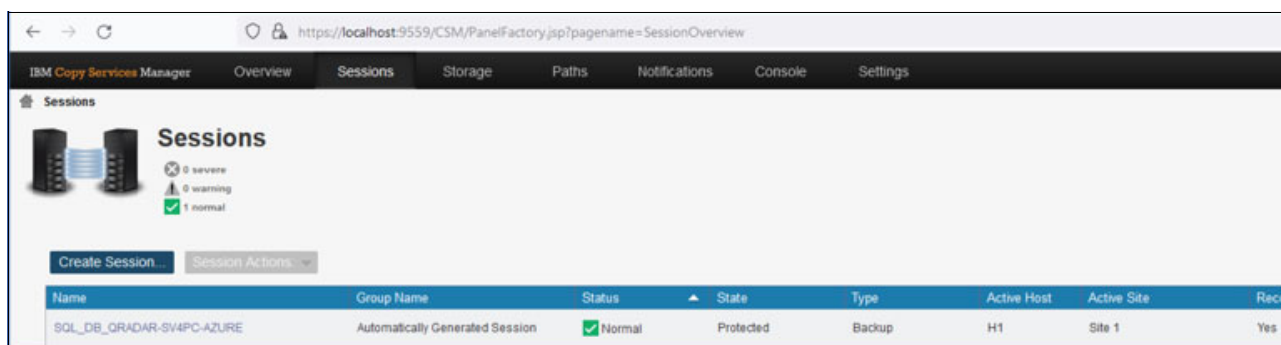 https://localhost:9559/CSM/PanelFactory.jsp?pagename=SessionOverview
IBM Copy Services Manager Overview Sessions Storage Paths Notifications Console Settings
Sessions
Sessions
0 severe
0 warning
1 normal
Create Session... Session Actions:
Name Group Name Status State Type Active Host Active Site Reco
SQL_DB_QRADAR-SV4PC-AZURE Automatically Generated Session Normal Protected Backup H1 Site 1 Yes